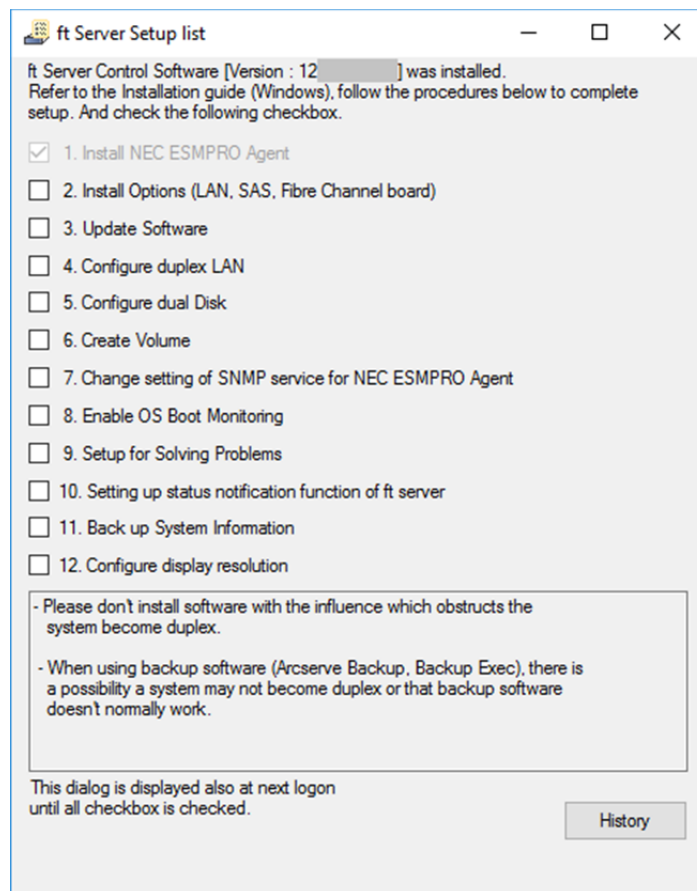 ft Server Setup list
ft Server Control Software [Version : 12 ] was installed.
Refer to the Installation guide (Windows), follow the procedures below to complete
setup. And check the following checkbox.
1. Install NEC ESMPRO Agent
2. Install Options (LAN, SAS, Fibre Channel board)
3. Update Software
4. Configure duplex LAN
5. Configure dual Disk
6. Create Volume
7. Change setting of SNMP service for NEC ESMPRO Agent
8. Enable OS Boot Monitoring
9. Setup for Solving Problems
10. Setting up status notification function of ft server
11. Back up System Information
12. Configure display resolution
- Please don't install software with the influence which obstructs the
system become duplex.
- When using backup software (Arcserve Backup, Backup Exec), there is
a possibility a system may not become duplex or that backup software
doesn't normally work.
This dialog is displayed also at next logon
until all checkbox is checked.
History